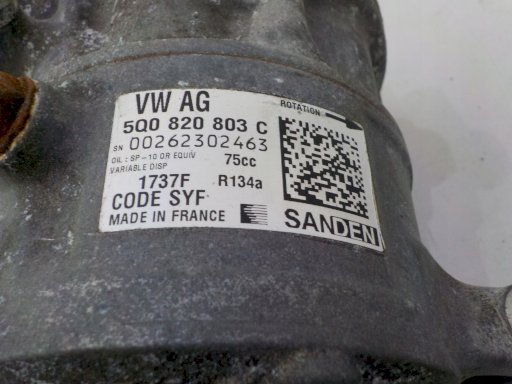 VW AG
ROTATION
5Q0 820 803 C
SN 00262302463
OIL : SP-10 OR EQUIV 75cc
VARIABLE DISP
1737F R134a
CODE SYF
MADE IN FRANCE
SANDEN